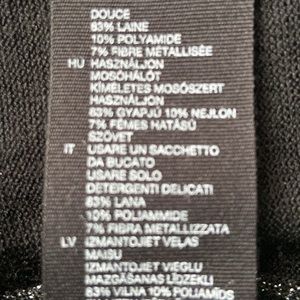 DOUCE
83% LAINE
10% POLYAMIDE
7% FIBRE METALLISÉE
HU HASZNÁLJON
MOSÓHÁLÓT
KÍMÉLETES MOSÓSZERT
HASZNÁLJON
83% GYAPJÚ 10% NEJLON
7% FÉMES HATÁSÚ
SZÖVET
IT USARE UN SACCHETTO
DA BUCATO
USARE SOLO
DETERGENTI DELICATI
83% LANA
10% POLIAMMIDE
7% FIBRA METALLIZZATA
LV IZMANTOJIET VEĻAS
MAISU
IZMANTOJIET VIEGLU
MAZGĀŠANAS LĪDZEKLI
83% VILNA 10% POLIAMĪDS